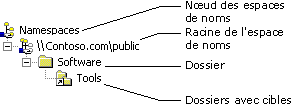 Nœud des espaces
de noms
Namespaces
\\Contoso.com\public
Racine de l'espace
de noms
Software
Dossier
Tools
Dossiers avec cibles